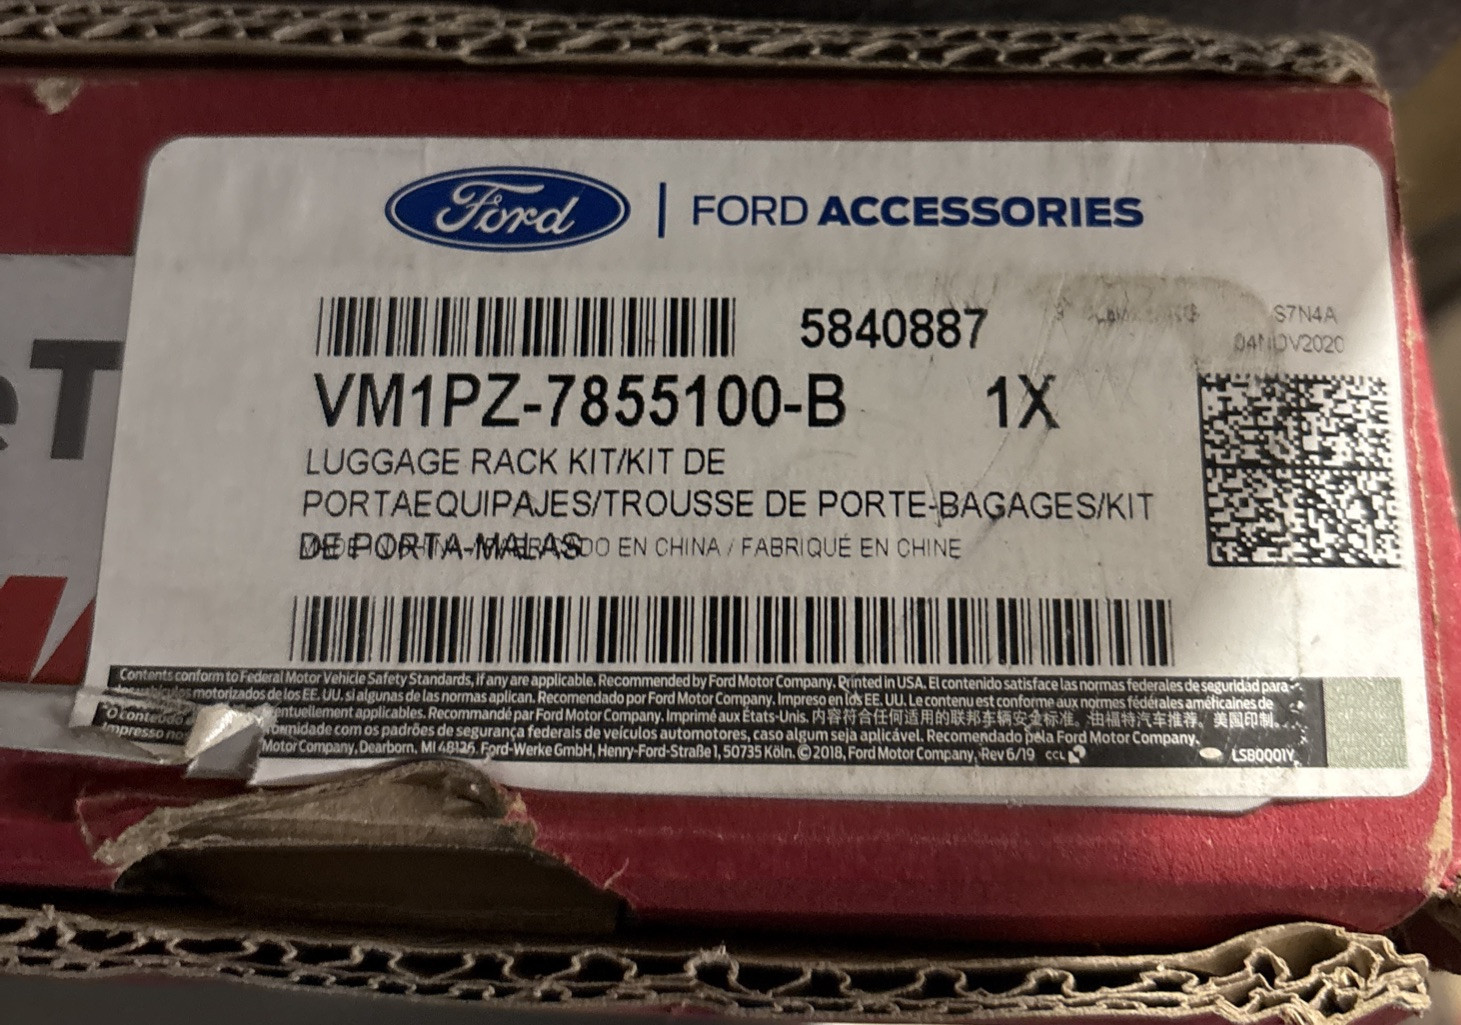 Ford | FORD ACCESSORIES
5840887
S7N4A
04NOV2020
VM1PZ-7855100-B 1X
eT
LUGGAGE RACK KIT/KIT DE
PORTAEQUIPAJES/TROUSSE DE PORTE-BAGAGES/KIT
DE PORTA-MALAS
EN CHINA / FABRIQUÉ EN CHINE
Contents conform to Federal Motor Vehicle Safety Standards, if any are applicable. Recommended by Ford Motor Company. Printed in USA. El contenido satisface las normas federales de seguridad para
motorizados de los EE. UU. si algunas de las normas aplican. Recomendado por Ford Motor Company. Impreso en los EE. UU. Le contenu est conforme aux normes fédérales américaines de
"O conteúdo entuellement applicables. Recommandé par Ford Motor Company. Imprimé aux États-Unis. 内容符合任何适用的联邦车辆安全标准。由福特汽车推荐。美国印制。
Impresso no ormidade com os padrões de segurança federais de veículos automotores, caso algum seja aplicável. Recomendado pela Ford Motor Company.
Motor Company, Dearborn, MI 48126. Ford-Werke GmbH, Henry-Ford-Straße 1, 50735 Köln. ©2018, Ford Motor Company, Rev 6/19 CCL LSB0001Y